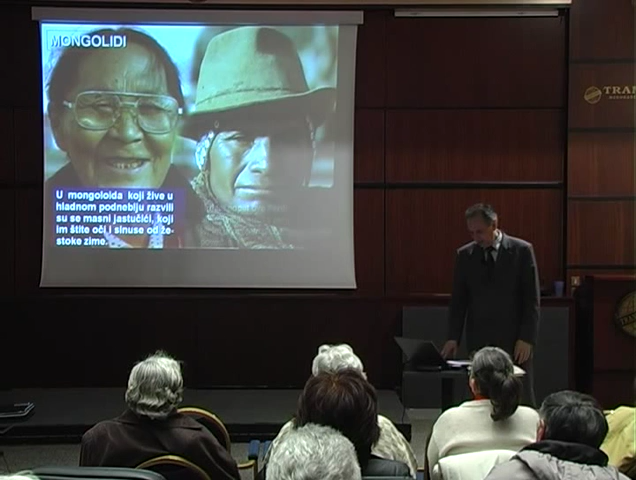 MONGOLIDI
U mongoloida koji žive u
hladnom podneblju razvili
su se masni jastučići, koji
im štite oči i sinuse od že-
stoke zime.
TRAN